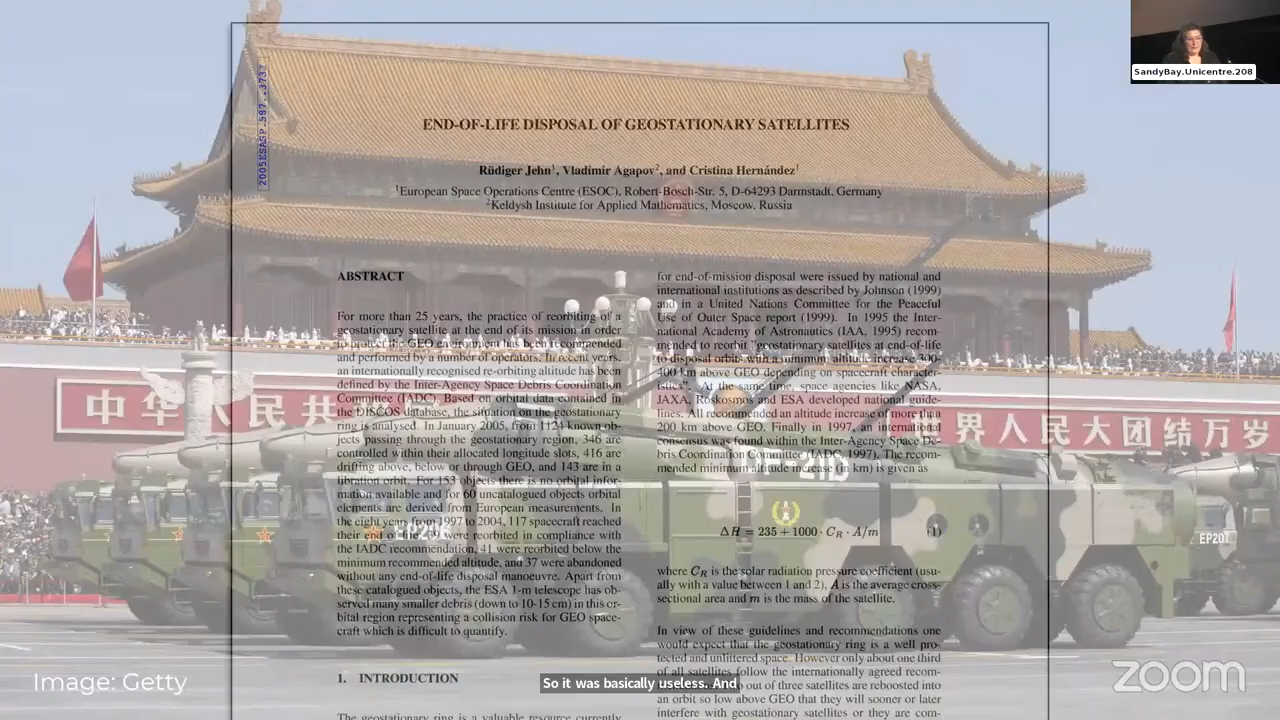 SandyBay.Unicentre.208
2005ESASP.587..373J
END-OF-LIFE DISPOSAL OF GEOSTATIONARY SATELLITES
Rüdiger Jehn¹, Vladimir Agapov², and Cristina Hernández¹
¹European Space Operations Centre (ESOC), Robert-Bosch-Str. 5, D-64293 Darmstadt, Germany
²Keldysh Institute for Applied Mathematics, Moscow, Russia
ABSTRACT
For more than 25 years, the practice of reorbiting of a
geostationary satellite at the end of its mission in order
to protect the GEO environment has been recommended
and performed by a number of operators. In recent years,
an internationally recognised re-orbiting altitude has been
defined by the Inter-Agency Space Debris Coordination
Committee (IADC). Based on orbital data contained in
the DISCOS database, the situation on the geostationary
ring is analysed. In January 2005, from 1124 known ob-
jects passing through the geostationary region, 346 are
controlled within their allocated longitude slots, 416 are
drifting above, below or through GEO, and 143 are in a
libration orbit. For 153 objects there is no orbital infor-
mation available and for 60 uncatalogued objects orbital
elements are derived from European measurements. In
the eight years from 1997 to 2004, 117 spacecraft reached
their end of life: 39 were reorbited in compliance with
the IADC recommendation, 41 were reorbited below the
minimum recommended altitude, and 37 were abandoned
without any end-of-life disposal manoeuvre. Apart from
these catalogued objects, the ESA 1-m telescope has ob-
served many smaller debris (down to 10-15 cm) in this or-
bital region representing a collision risk for GEO space-
craft which is difficult to quantify.
1. INTRODUCTION
The geostationary ring is a valuable resource currently
for end-of-mission disposal were issued by national and
international institutions as described by Johnson (1999)
and in a United Nations Committee for the Peaceful
Use of Outer Space report (1999). In 1995 the Inter-
national Academy of Astronautics (IAA, 1995) recom-
mended to reorbit "geostationary satellites at end-of-life
to disposal orbits with a minimum altitude increase 300-
400 km above GEO depending on spacecraft character-
istics". At the same time, space agencies like NASA,
JAXA, Roskosmos and ESA developed national guide-
lines. All recommended an altitude increase of more than
200 km above GEO. Finally in 1997, an international
consensus was found within the Inter-Agency Space De-
bris Coordination Committee (IADC, 1997). The recom-
mended minimum altitude increase (in km) is given as
ΔH = 235 + 1000 · C_R · A/m (1)
where C_R is the solar radiation pressure coefficient (usu-
ally with a value between 1 and 2), A is the average cross-
sectional area and m is the mass of the satellite.
In view of these guidelines and recommendations one
would expect that the geostationary ring is a well pro-
tected and unlittered space. However only about one third
of all satellites follow the internationally agreed recom-
out of three satellites are reboosted into
an orbit so low above GEO that they will sooner or later
interfere with geostationary satellites or they are com-
中华人民共
界人民大团结万岁
EP207
Image: Getty
So it was basically useless. And
zoom